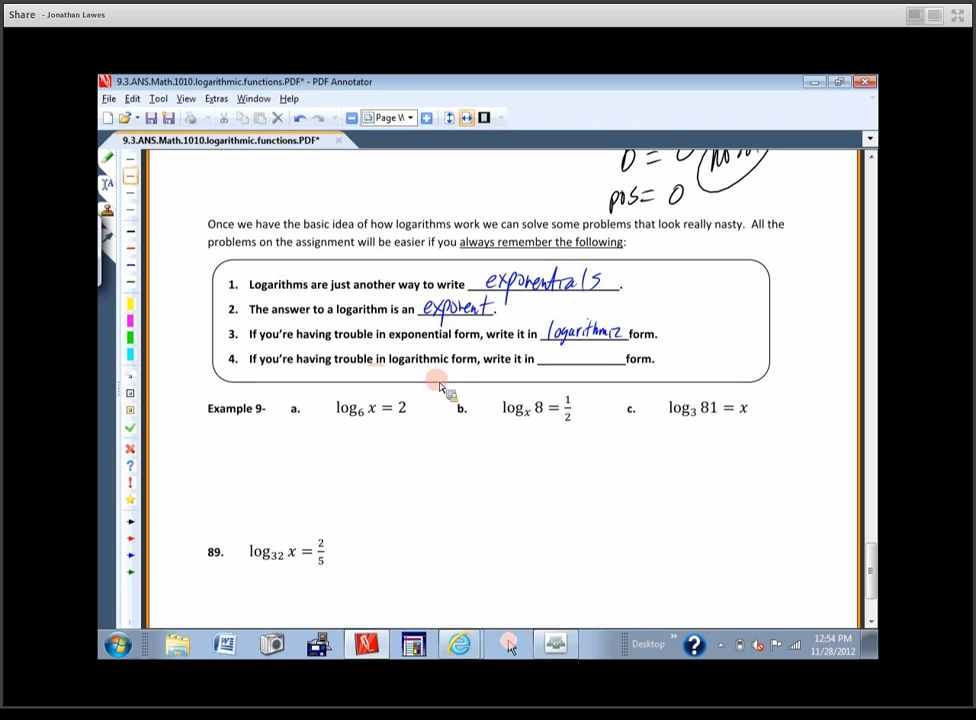 Share - Jonathan Lawes
9.3.ANS.Math.1010.logarithmic.functions.PDF* - PDF Annotator
File Edit Tool View Extras Window Help
Page W
9.3.ANS.Math.1010.logarithmic.functions.PDF*
0 =
pos = 0
Once we have the basic idea of how logarithms work we can solve some problems that look really nasty. All the
problems on the assignment will be easier if you always remember the following:
1. Logarithms are just another way to write exponentials.
2. The answer to a logarithm is an exponent.
3. If you're having trouble in exponential form, write it in logarithmic form.
4. If you're having trouble in logarithmic form, write it in ____________ form.
Example 9- a. log₆ x = 2 b. logₓ 8 = 1/2 c. log₃ 81 = x
89. log₃₂ x = 2/5
Desktop
12:54 PM
11/28/2012